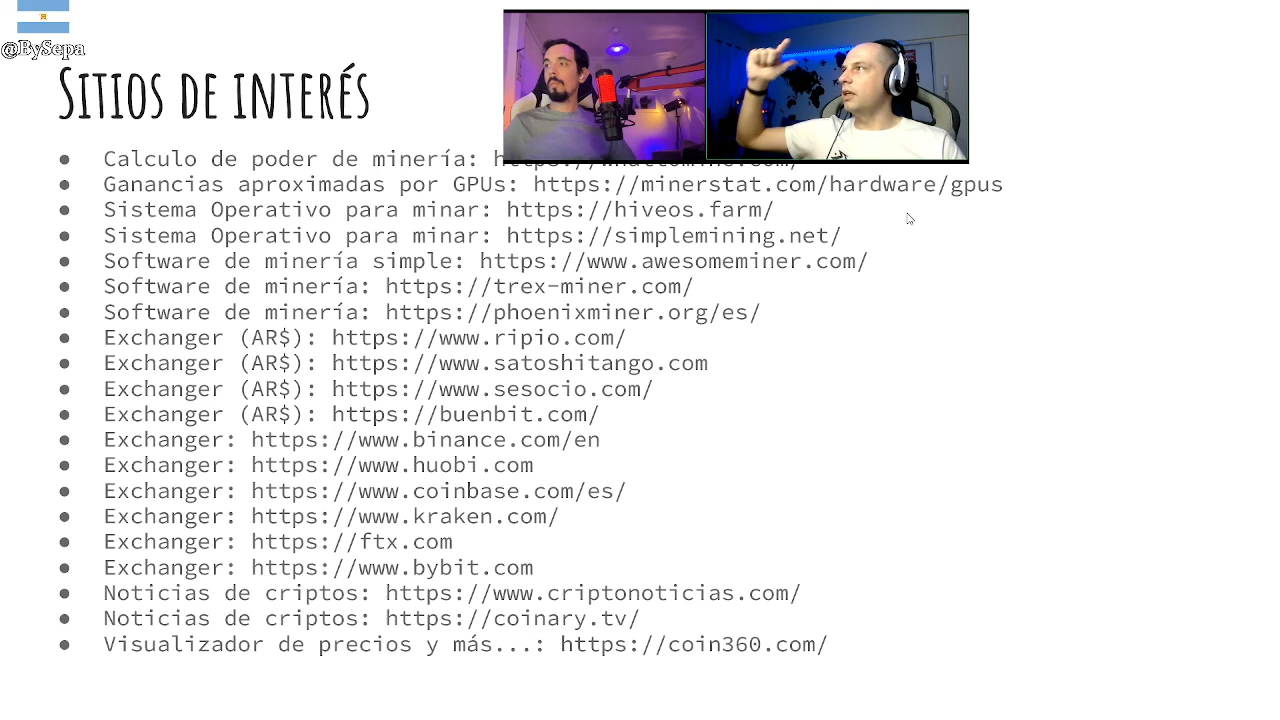 @BySepa
Sitios de interés
● Calculo de poder de minería:
● Ganancias aproximadas por GPUs: https://minerstat.com/hardware/gpus
● Sistema Operativo para minar: https://hiveos.farm/
● Sistema Operativo para minar: https://simplemining.net/
● Software de minería simple: https://www.awesomeminer.com/
● Software de minería: https://trex-miner.com/
● Software de minería: https://phoenixminer.org/es/
● Exchanger (AR$): https://www.ripio.com/
● Exchanger (AR$): https://www.satoshitango.com
● Exchanger (AR$): https://www.sesocio.com/
● Exchanger (AR$): https://buenbit.com/
● Exchanger: https://www.binance.com/en
● Exchanger: https://www.huobi.com
● Exchanger: https://www.coinbase.com/es/
● Exchanger: https://www.kraken.com/
● Exchanger: https://ftx.com
● Exchanger: https://www.bybit.com
● Noticias de criptos: https://www.criptonoticias.com/
● Noticias de criptos: https://coinary.tv/
● Visualizador de precios y más...: https://coin360.com/